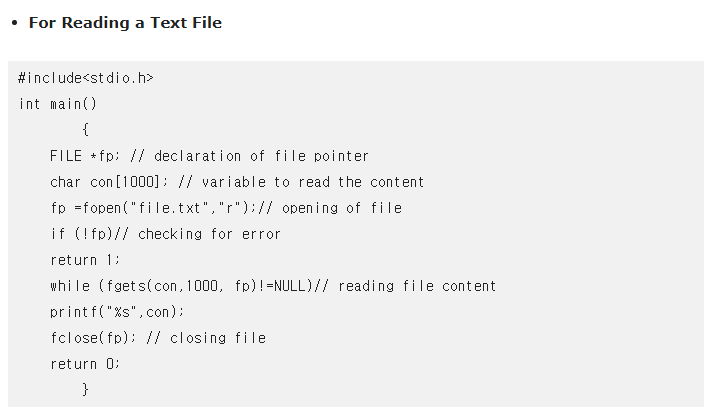 • For Reading a Text File
#include<stdio.h>
int main()
{
FILE *fp; // declaration of file pointer
char con[1000]; // variable to read the content
fp =fopen("file.txt","r");// opening of file
if (!fp)// checking for error
return 1;
while (fgets(con,1000, fp)!=NULL)// reading file content
printf("%s",con);
fclose(fp); // closing file
return 0;
}